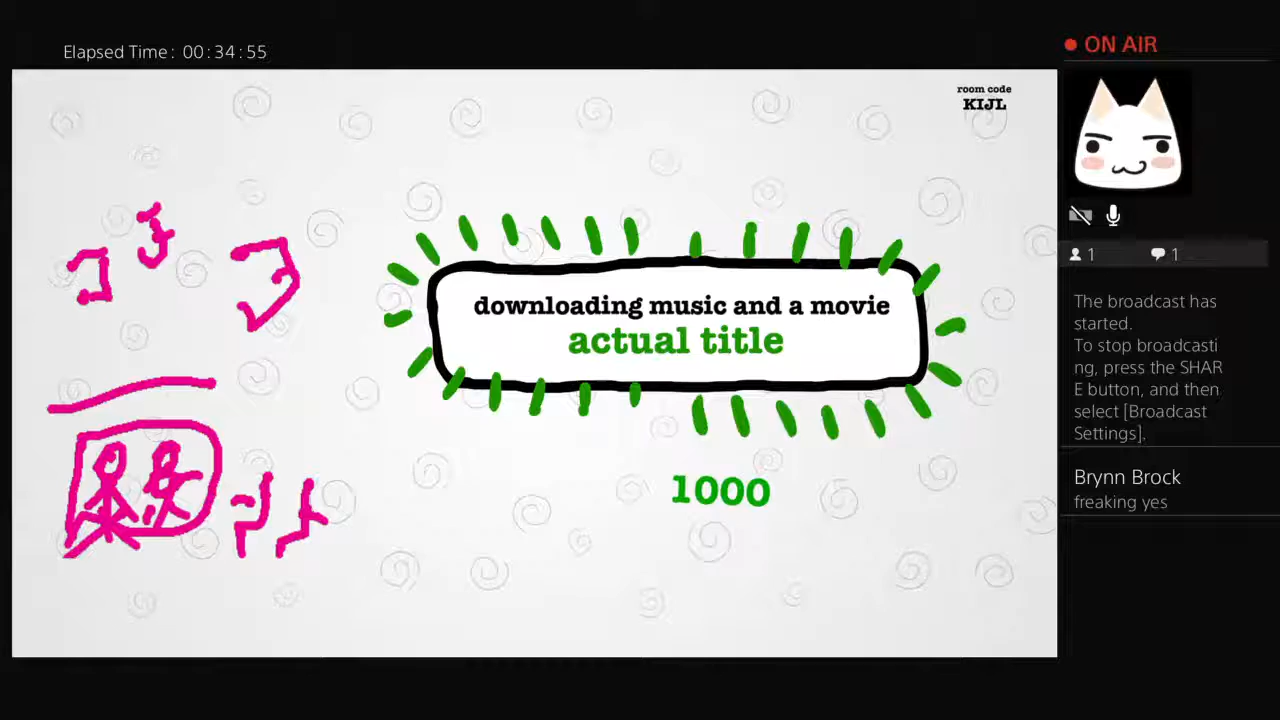 Elapsed Time: 00:34:55
ON AIR
room code
KIJL
downloading music and a movie
actual title
1000
1
1
The broadcast has
started.
To stop broadcasti
ng, press the SHAR
E button, and then
select [Broadcast
Settings].
Brynn Brock
freaking yes